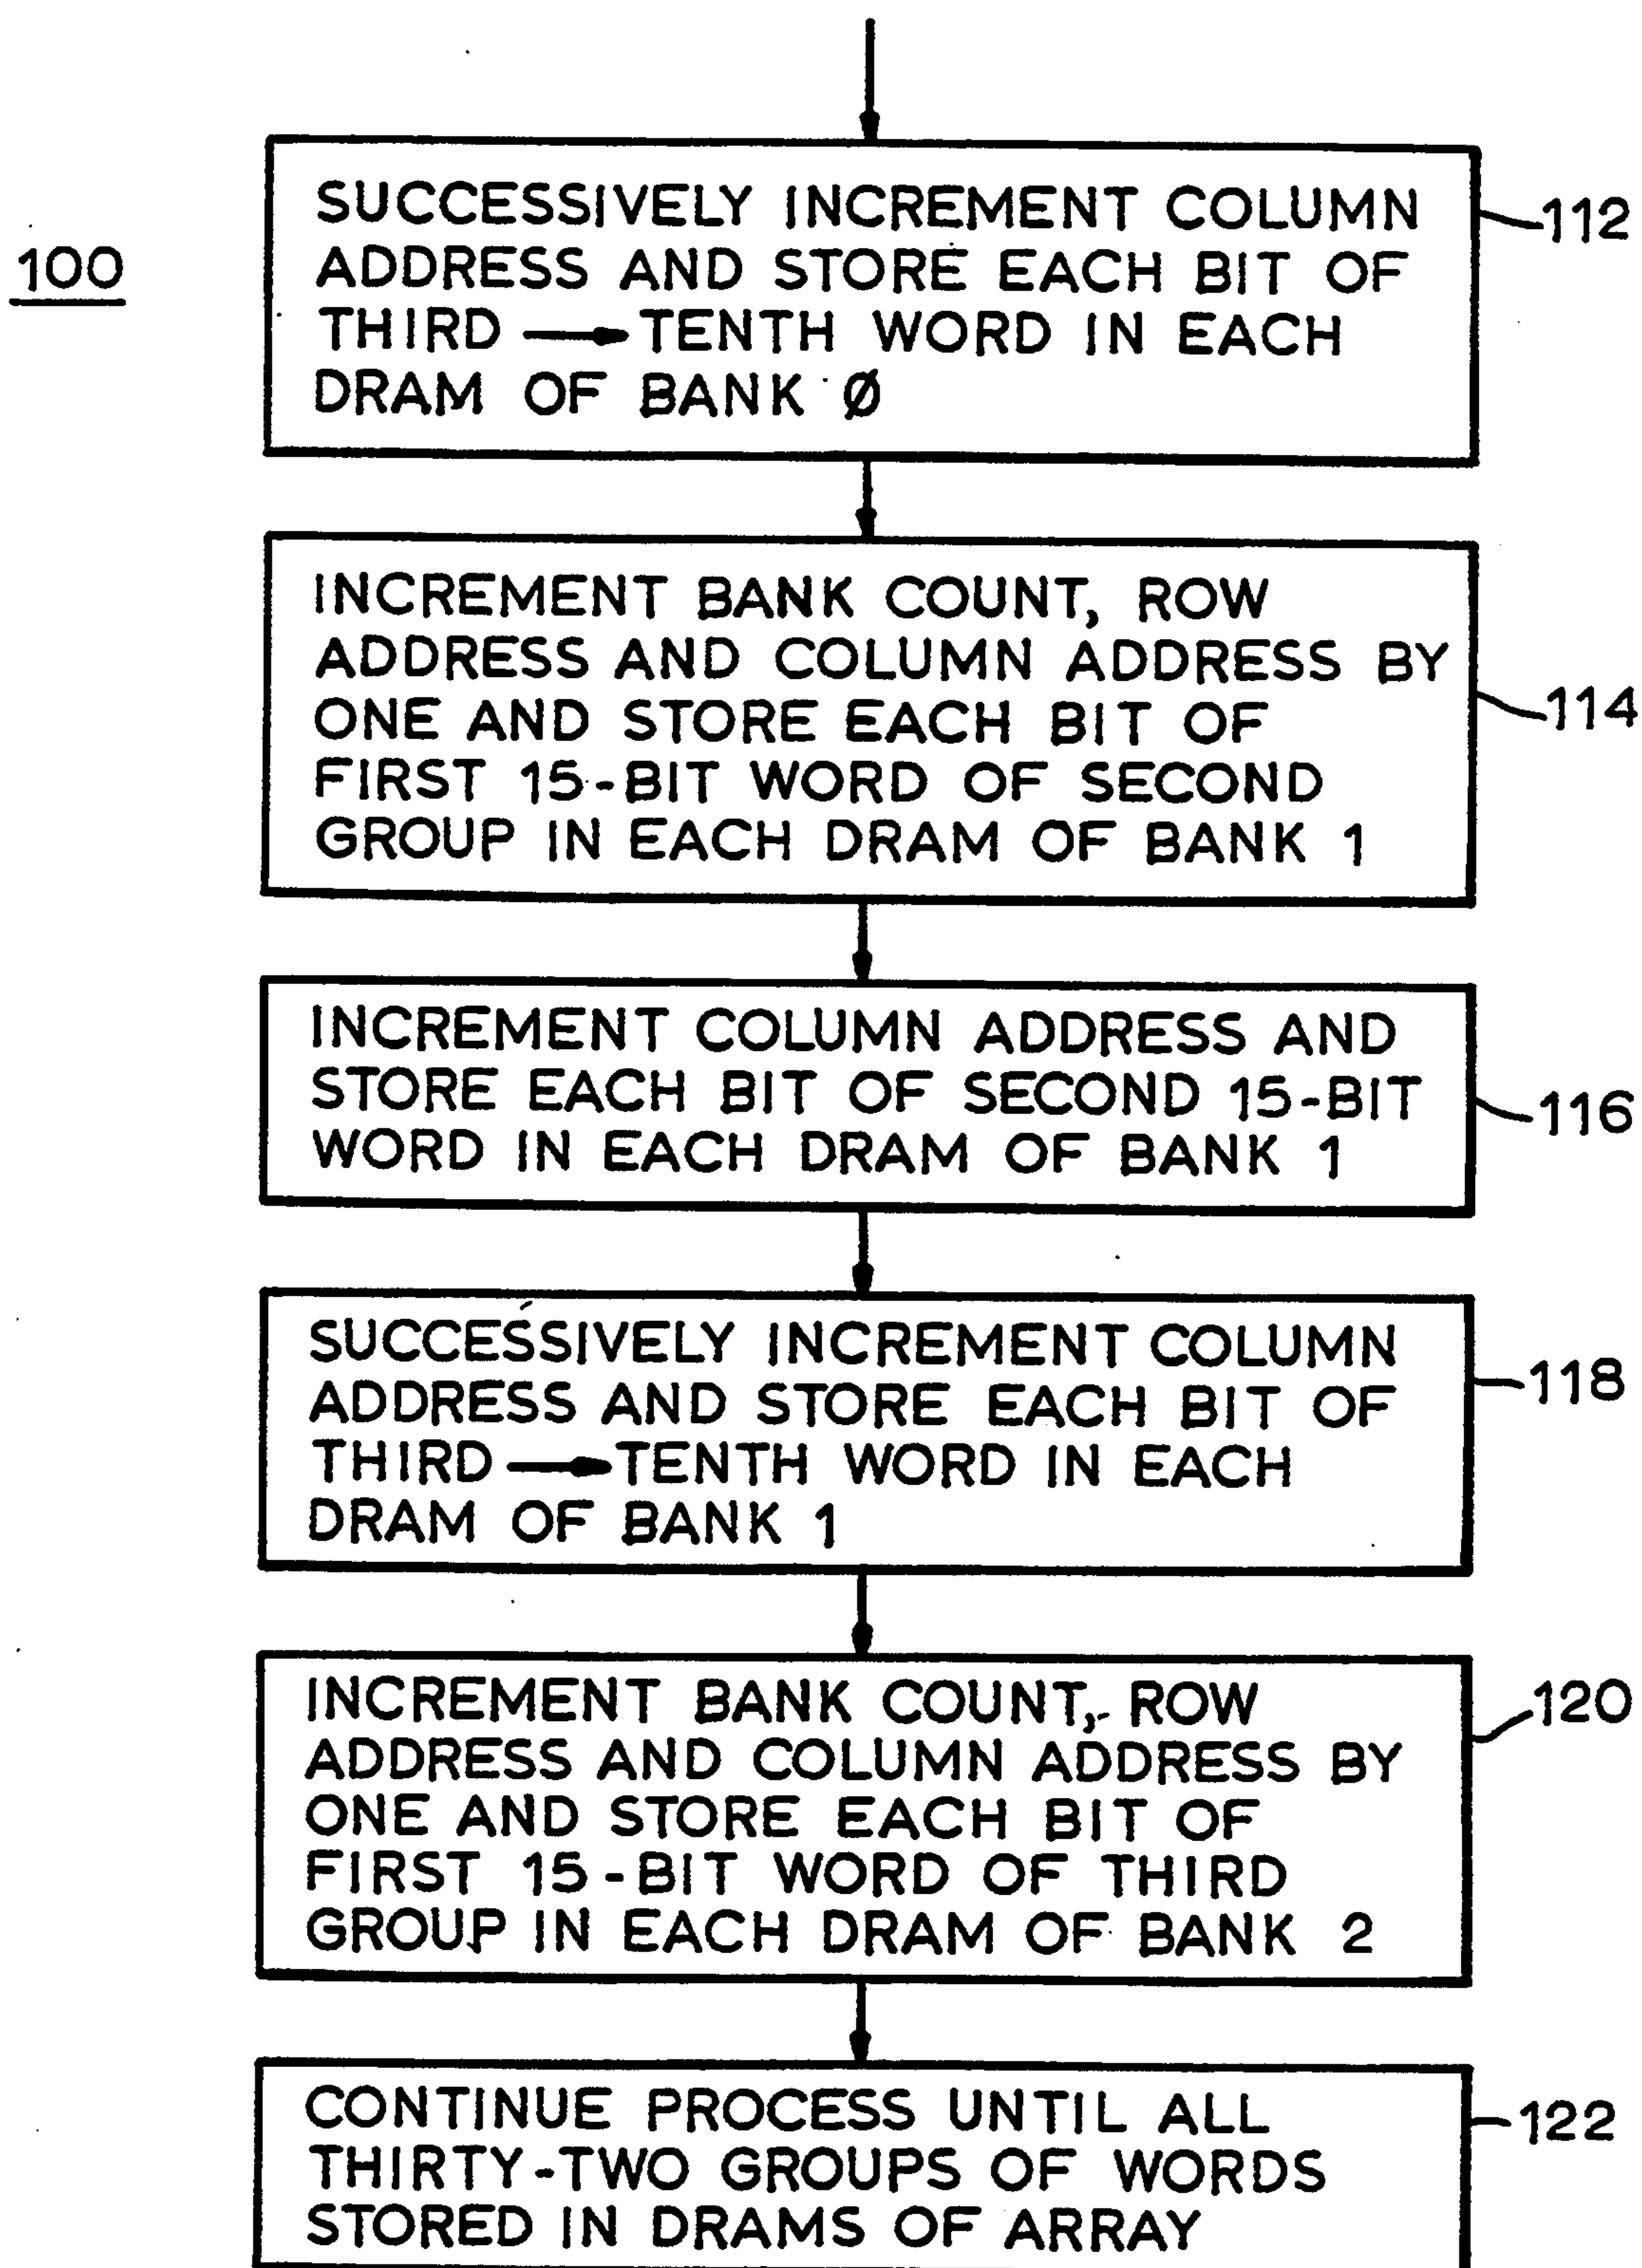 100
SUCCESSIVELY INCREMENT COLUMN
ADDRESS AND STORE EACH BIT OF
THIRD → TENTH WORD IN EACH
DRAM OF BANK Ø
112
INCREMENT BANK COUNT, ROW
ADDRESS AND COLUMN ADDRESS BY
ONE AND STORE EACH BIT OF
FIRST 15-BIT WORD OF SECOND
GROUP IN EACH DRAM OF BANK 1
114
INCREMENT COLUMN ADDRESS AND
STORE EACH BIT OF SECOND 15-BIT
WORD IN EACH DRAM OF BANK 1
116
SUCCESSIVELY INCREMENT COLUMN
ADDRESS AND STORE EACH BIT OF
THIRD → TENTH WORD IN EACH
DRAM OF BANK 1
118
INCREMENT BANK COUNT, ROW
ADDRESS AND COLUMN ADDRESS BY
ONE AND STORE EACH BIT OF
FIRST 15-BIT WORD OF THIRD
GROUP IN EACH DRAM OF BANK 2
120
CONTINUE PROCESS UNTIL ALL
THIRTY-TWO GROUPS OF WORDS
STORED IN DRAMS OF ARRAY
122